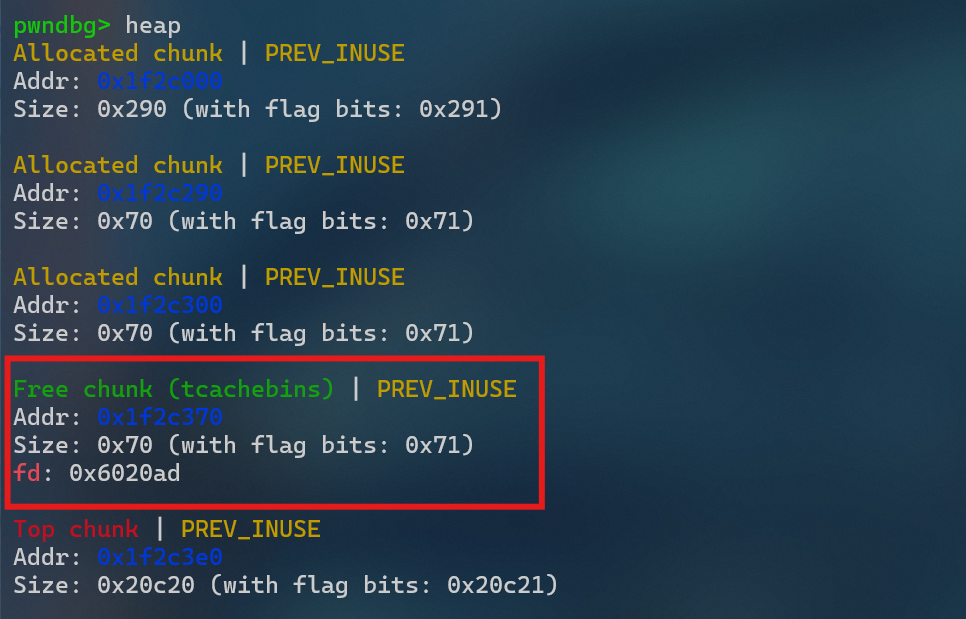 pwndbg> heap
Allocated chunk | PREV_INUSE
Addr: 0x1f2c000
Size: 0x290 (with flag bits: 0x291)
Allocated chunk | PREV_INUSE
Addr: 0x1f2c290
Size: 0x70 (with flag bits: 0x71)
Allocated chunk | PREV_INUSE
Addr: 0x1f2c300
Size: 0x70 (with flag bits: 0x71)
Free chunk (tcachebins) | PREV_INUSE
Addr: 0x1f2c370
Size: 0x70 (with flag bits: 0x71)
fd: 0x6020ad
Top chunk | PREV_INUSE
Addr: 0x1f2c3e0
Size: 0x20c20 (with flag bits: 0x20c21)